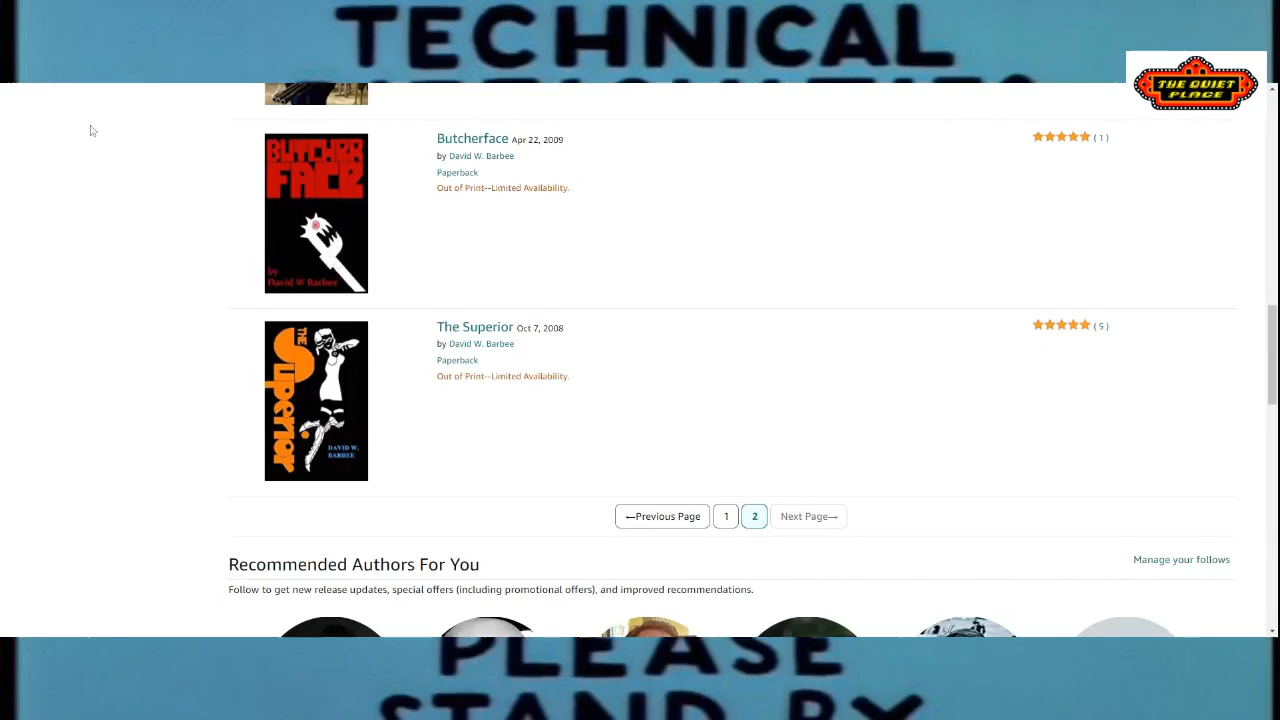 TECHNICAL
THE QUIET
PLACE
BUTCHER
FACE
by
David W Barbee
Butcherface Apr 22, 2009
by David W. Barbee
Paperback
Out of Print--Limited Availability.
( 1 )
THE
Superior
DAVID W.
BARBEE
The Superior Oct 7, 2008
by David W. Barbee
Paperback
Out of Print--Limited Availability.
( 5 )
←Previous Page 1 2 Next Page→
Recommended Authors For You
Manage your follows
Follow to get new release updates, special offers (including promotional offers), and improved recommendations.
PLEASE
STAND BY